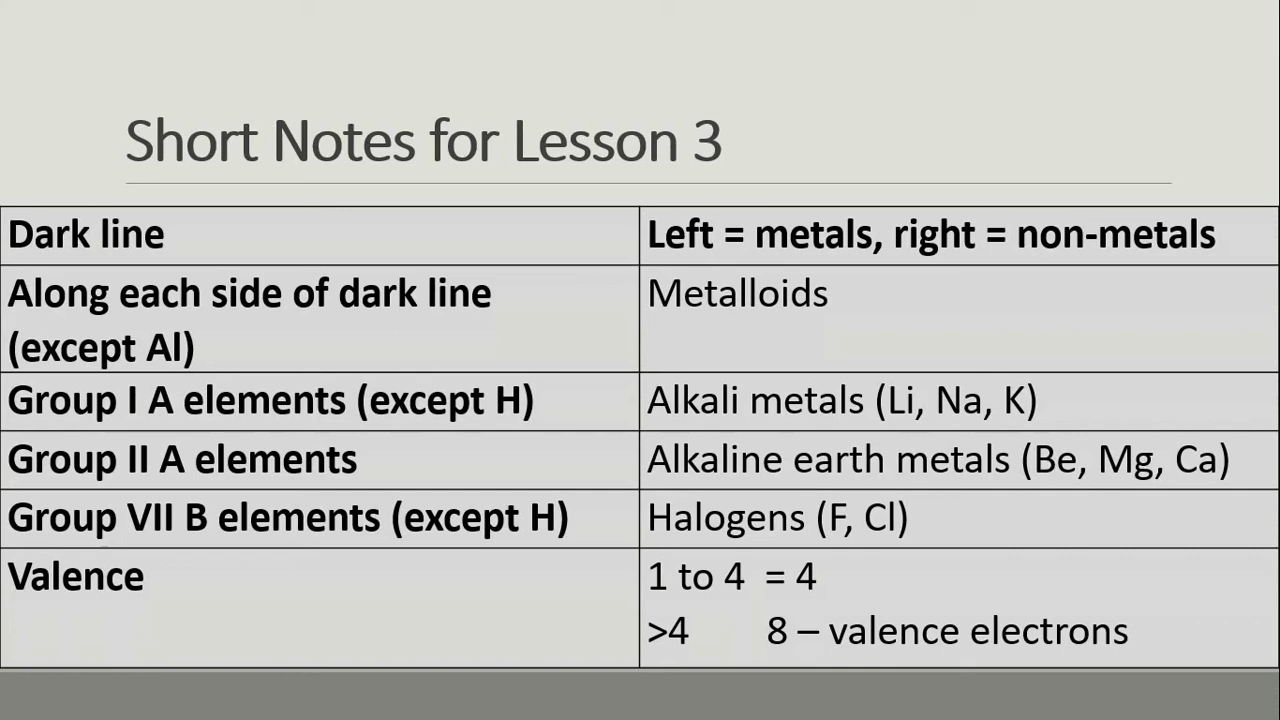 Short Notes for Lesson 3
Dark line
Left = metals, right = non-metals
Along each side of dark line
(except Al)
Metalloids
Group I A elements (except H)
Alkali metals (Li, Na, K)
Group II A elements
Alkaline earth metals (Be, Mg, Ca)
Group VII B elements (except H)
Halogens (F, Cl)
Valence
1 to 4 = 4
>4 8 – valence electrons